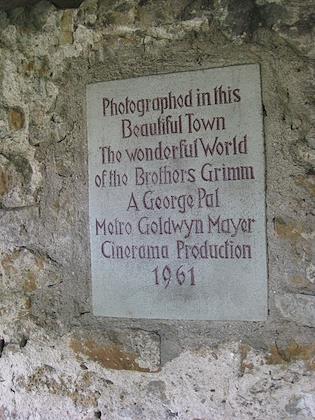 Photographed in this
Beautiful Town
The wonderful World
of the Brothers Grimm
A George Pal
Metro Goldwyn Mayer
Cinorama Production
1961